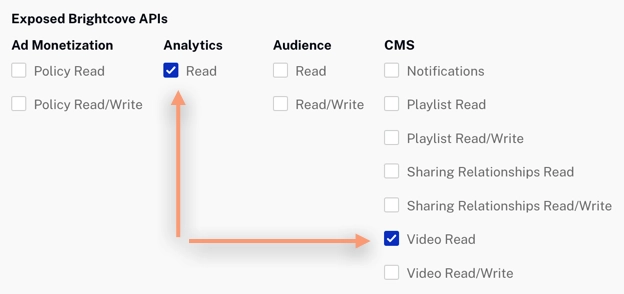 Exposed Brightcove APIs
Ad Monetization
Policy Read
Policy Read/Write
Analytics
Read
Audience
Read
Read/Write
CMS
Notifications
Playlist Read
Playlist Read/Write
Sharing Relationships Read
Sharing Relationships Read/Write
Video Read
Video Read/Write